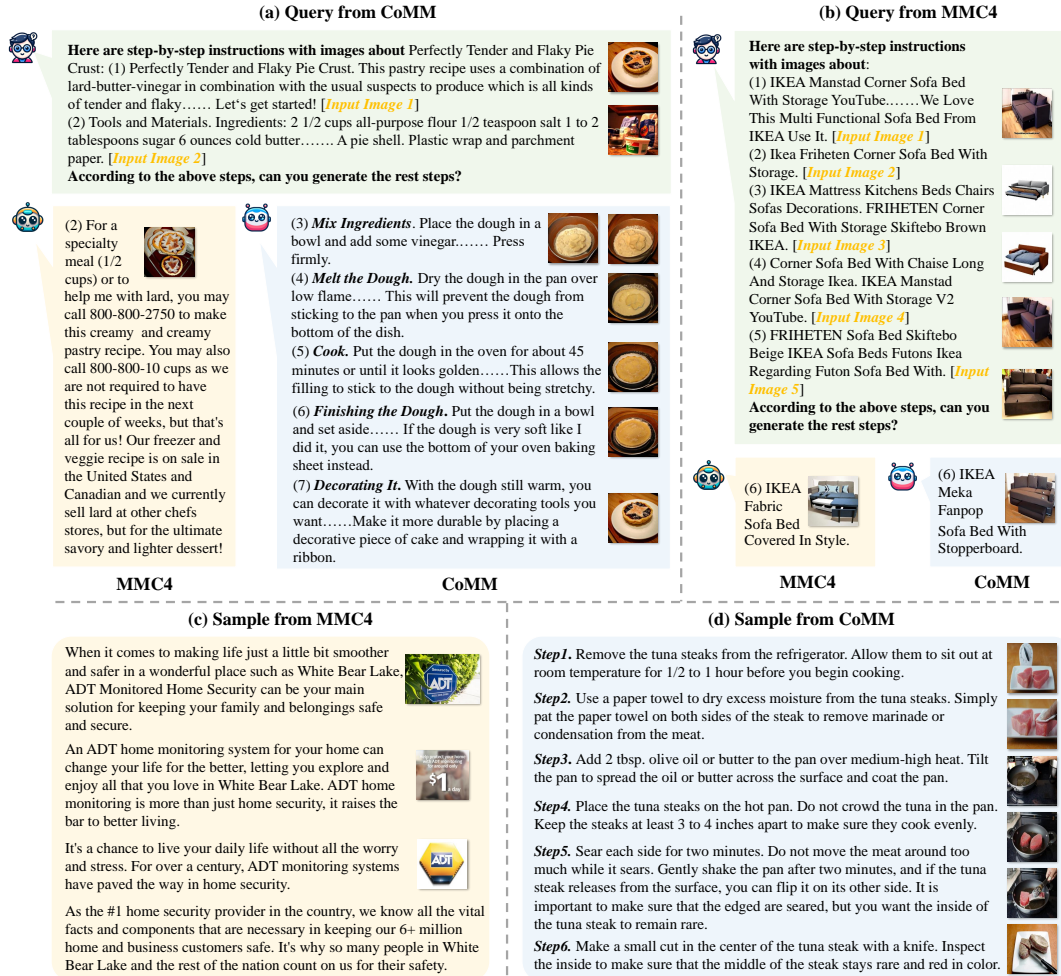 (a) Query from CoMM
Here are step-by-step instructions with images about Perfectly Tender and Flaky Pie
Crust: (1) Perfectly Tender and Flaky Pie Crust. This pastry recipe uses a combination of
lard-butter-vinegar in combination with the usual suspects to produce which is all kinds
of tender and flaky…… Let's get started! [Input Image 1]
(2) Tools and Materials. Ingredients: 2 1/2 cups all-purpose flour 1/2 teaspoon salt 1 to 2
tablespoons sugar 6 ounces cold butter……. A pie shell. Plastic wrap and parchment
paper. [Input Image 2]
According to the above steps, can you generate the rest steps?
(2) For a
specialty
meal (1/2
cups) or to
help me with lard, you may
call 800-800-2750 to make
this creamy and creamy
pastry recipe. You may also
call 800-800-10 cups as we
are not required to have
this recipe in the next
couple of weeks, but that's
all for us! Our freezer and
veggie recipe is on sale in
the United States and
Canadian and we currently
sell lard at other chefs
stores, but for the ultimate
savory and lighter dessert!
MMC4
(3) Mix Ingredients. Place the dough in a
bowl and add some vinegar.…… Press
firmly.
(4) Melt the Dough. Dry the dough in the pan over
low flame…… This will prevent the dough from
sticking to the pan when you press it onto the
bottom of the dish.
(5) Cook. Put the dough in the oven for about 45
minutes or until it looks golden……This allows the
filling to stick to the dough without being stretchy.
(6) Finishing the Dough. Put the dough in a bowl
and set aside…… If the dough is very soft like I
did it, you can use the bottom of your oven baking
sheet instead.
(7) Decorating It. With the dough still warm, you
can decorate it with whatever decorating tools you
want……Make it more durable by placing a
decorative piece of cake and wrapping it with a
ribbon.
CoMM
(b) Query from MMC4
Here are step-by-step instructions
with images about:
(1) IKEA Manstad Corner Sofa Bed
With Storage YouTube.……We Love
This Multi Functional Sofa Bed From
IKEA Use It. [Input Image 1]
(2) Ikea Friheten Corner Sofa Bed With
Storage. [Input Image 2]
(3) IKEA Mattress Kitchens Beds Chairs
Sofas Decorations. FRIHETEN Corner
Sofa Bed With Storage Skiftebo Brown
IKEA. [Input Image 3]
(4) Corner Sofa Bed With Chaise Long
And Storage Ikea. IKEA Manstad
Corner Sofa Bed With Storage V2
YouTube. [Input Image 4]
(5) FRIHETEN Sofa Bed Skiftebo
Beige IKEA Sofa Beds Futons Ikea
Regarding Futon Sofa Bed With. [Input
Image 5]
According to the above steps, can you
generate the rest steps?
(6) IKEA
Fabric
Sofa Bed
Covered In Style.
MMC4
(6) IKEA
Meka
Fanpop
Sofa Bed With
Stopperboard.
CoMM
(c) Sample from MMC4
When it comes to making life just a little bit smoother
and safer in a wonderful place such as White Bear Lake,
ADT Monitored Home Security can be your main
solution for keeping your family and belongings safe
and secure.
ADT
An ADT home monitoring system for your home can
change your life for the better, letting you explore and
enjoy all that you love in White Bear Lake. ADT home
monitoring is more than just home security, it raises the
bar to better living.
$1
It's a chance to live your daily life without all the worry
and stress. For over a century, ADT monitoring systems
have paved the way in home security.
ADT
As the #1 home security provider in the country, we know all the vital
facts and components that are necessary in keeping our 6+ million
home and business customers safe. It's why so many people in White
Bear Lake and the rest of the nation count on us for their safety.
(d) Sample from CoMM
Step1. Remove the tuna steaks from the refrigerator. Allow them to sit out at
room temperature for 1/2 to 1 hour before you begin cooking.
Step2. Use a paper towel to dry excess moisture from the tuna steaks. Simply
pat the paper towel on both sides of the steak to remove marinade or
condensation from the meat.
Step3. Add 2 tbsp. olive oil or butter to the pan over medium-high heat. Tilt
the pan to spread the oil or butter across the surface and coat the pan.
Step4. Place the tuna steaks on the hot pan. Do not crowd the tuna in the pan.
Keep the steaks at least 3 to 4 inches apart to make sure they cook evenly.
Step5. Sear each side for two minutes. Do not move the meat around too
much while it sears. Gently shake the pan after two minutes, and if the tuna
steak releases from the surface, you can flip it on its other side. It is
important to make sure that the edged are seared, but you want the inside of
the tuna steak to remain rare.
Step6. Make a small cut in the center of the tuna steak with a knife. Inspect
the inside to make sure that the middle of the steak stays rare and red in color.